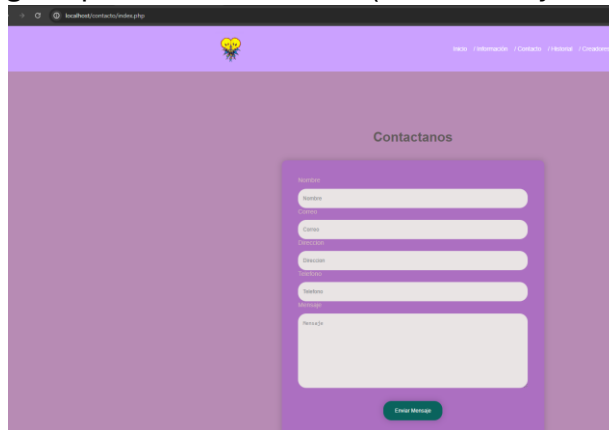 localhost/contacto/index.php
Inicio / Información / Contacto / Historial / Creadores
Contactanos
Nombre
Nombre
Correo
Correo
Direccion
Direccion
Telefono
Telefono
Mensaje
Mensaje
Enviar Mensaje